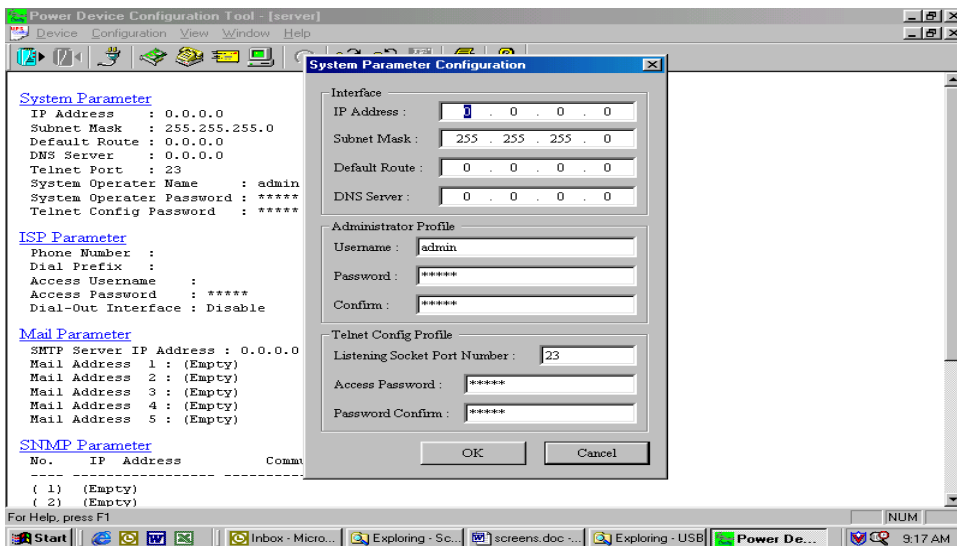 Power Device Configuration Tool - [server]
Device Configuration View Window Help
System Parameter
IP Address : 0.0.0.0
Subnet Mask : 255.255.255.0
Default Route : 0.0.0.0
DNS Server : 0.0.0.0
Telnet Port : 23
System Operater Name : admin
System Operater Password : *****
Telnet Config Password : *****
ISP Parameter
Phone Number :
Dial Prefix :
Access Username :
Access Password : *****
Dial-Out Interface : Disable
Mail Parameter
SMTP Server IP Address : 0.0.0.0
Mail Address 1 : (Empty)
Mail Address 2 : (Empty)
Mail Address 3 : (Empty)
Mail Address 4 : (Empty)
Mail Address 5 : (Empty)
SNMP Parameter
No. IP Address Commu
---- ---------------- --------
( 1) (Empty)
( 2) (Empty)
System Parameter Configuration
Interface
IP Address : 0 . 0 . 0 . 0
Subnet Mask : 255 . 255 . 255 . 0
Default Route : 0 . 0 . 0 . 0
DNS Server : 0 . 0 . 0 . 0
Administrator Profile
Username : admin
Password : *****
Confirm : *****
Telnet Config Profile
Listening Socket Port Number : 23
Access Password : *****
Password Confirm : *****
OK Cancel
For Help, press F1 NUM
Start Inbox - Micro... Exploring - Sc... screens.doc -... Exploring - USB Power De... 9:17 AM